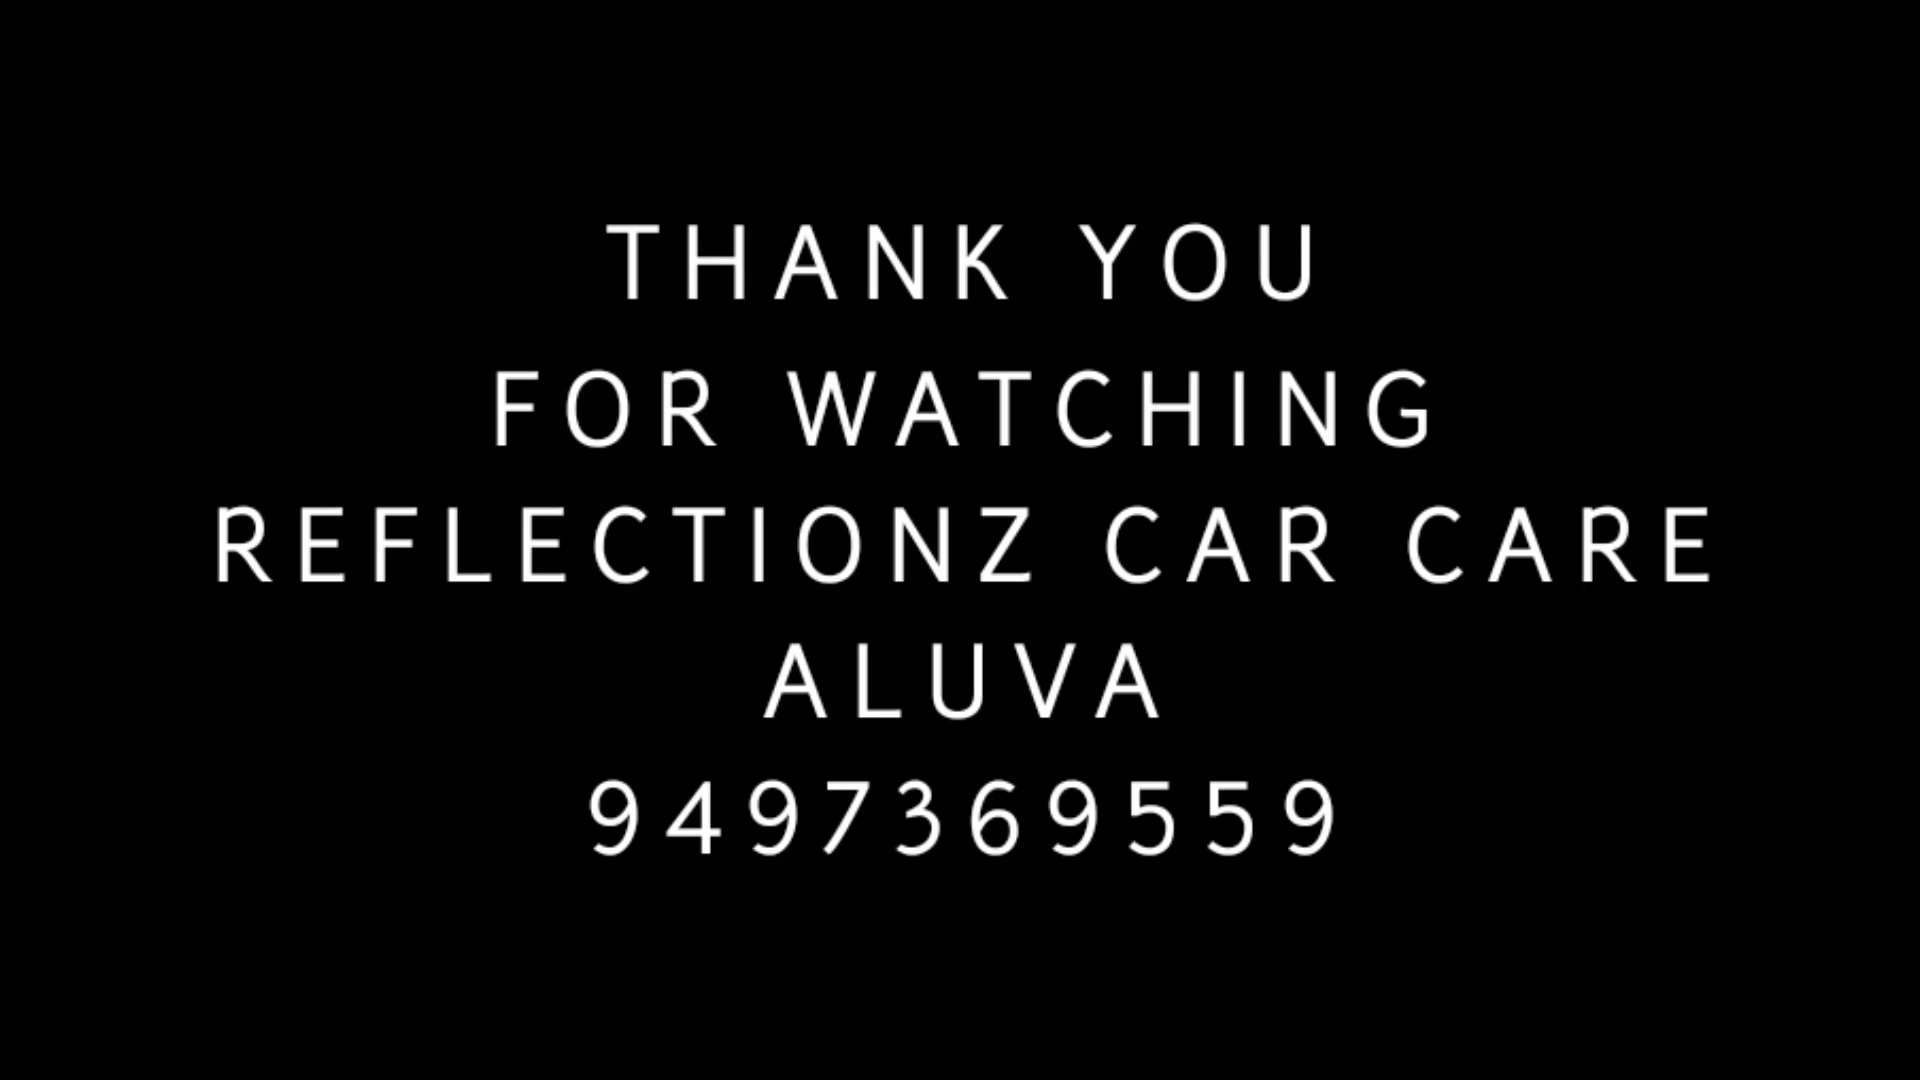 THANK YOU
FOR WATCHING
REFLECTIONZ CAR CARE
ALUVA
9497369559